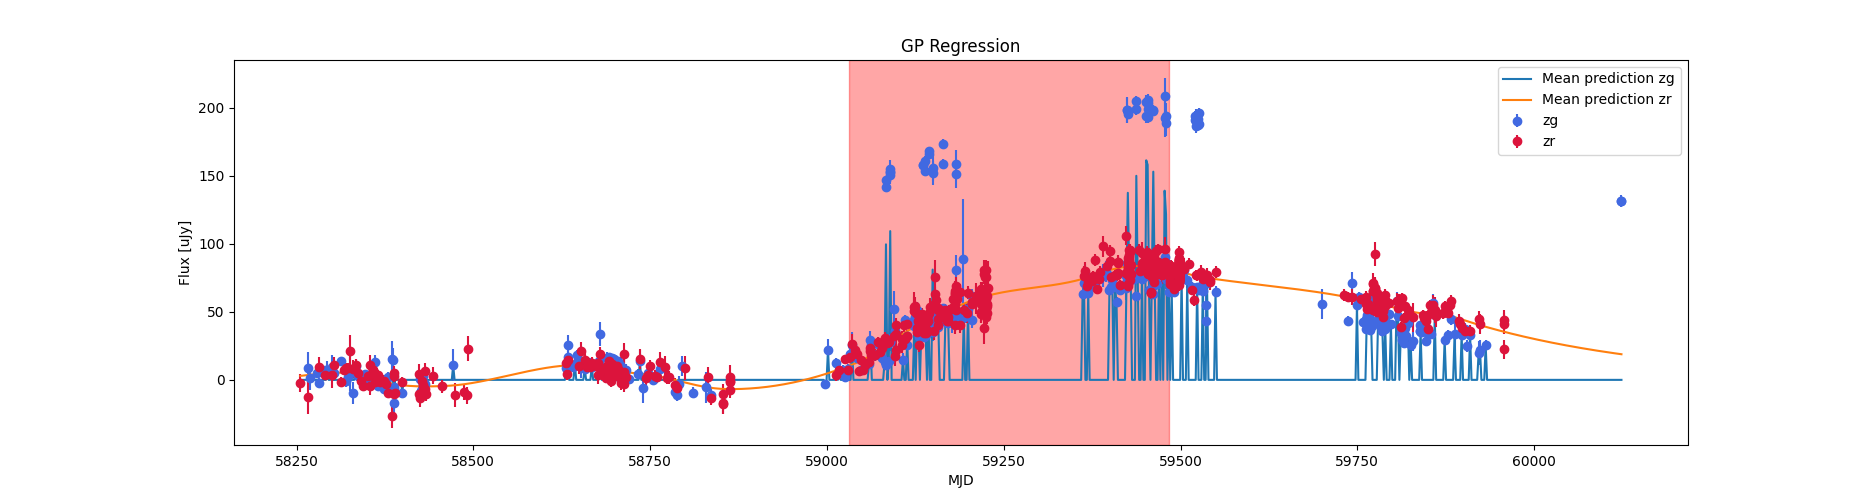 GP Regression
Flux [uJy]
200
150
100
50
0
Mean prediction zg
Mean prediction zr
zg
zr
58250 58500 58750 59000 59250 59500 59750 60000
MJD